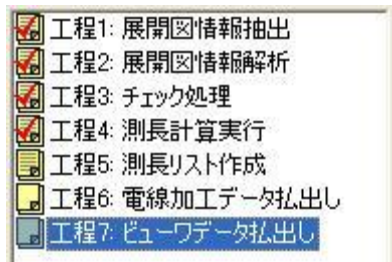 工程1: 展開図情報抽出
工程2: 展開図情報解析
工程3: チェック処理
工程4: 測長計算実行
工程5: 測長リスト作成
工程6: 電線加工データ払出し
工程7: ビューワデータ払出し